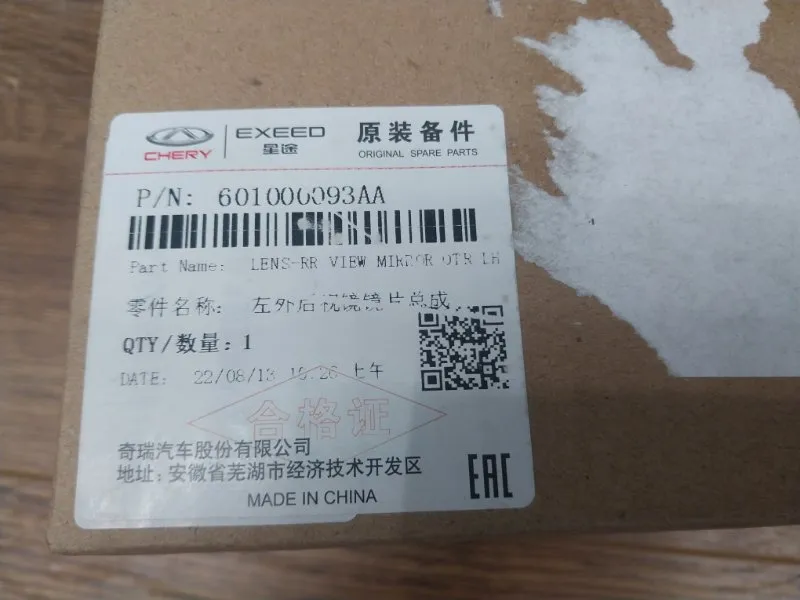 CHERY EXEED 星途 原装备件
ORIGINAL SPARE PARTS
P/N: 601000093AA
Part Name: LENS-RR VIEW MIRROR OTR LH
零件名称: 左外后视镜镜片总成
QTY/数量: 1
DATE: 22/08/13 上午
合格证
奇瑞汽车股份有限公司
地址: 安徽省芜湖市经济技术开发区
MADE IN CHINA
EAC